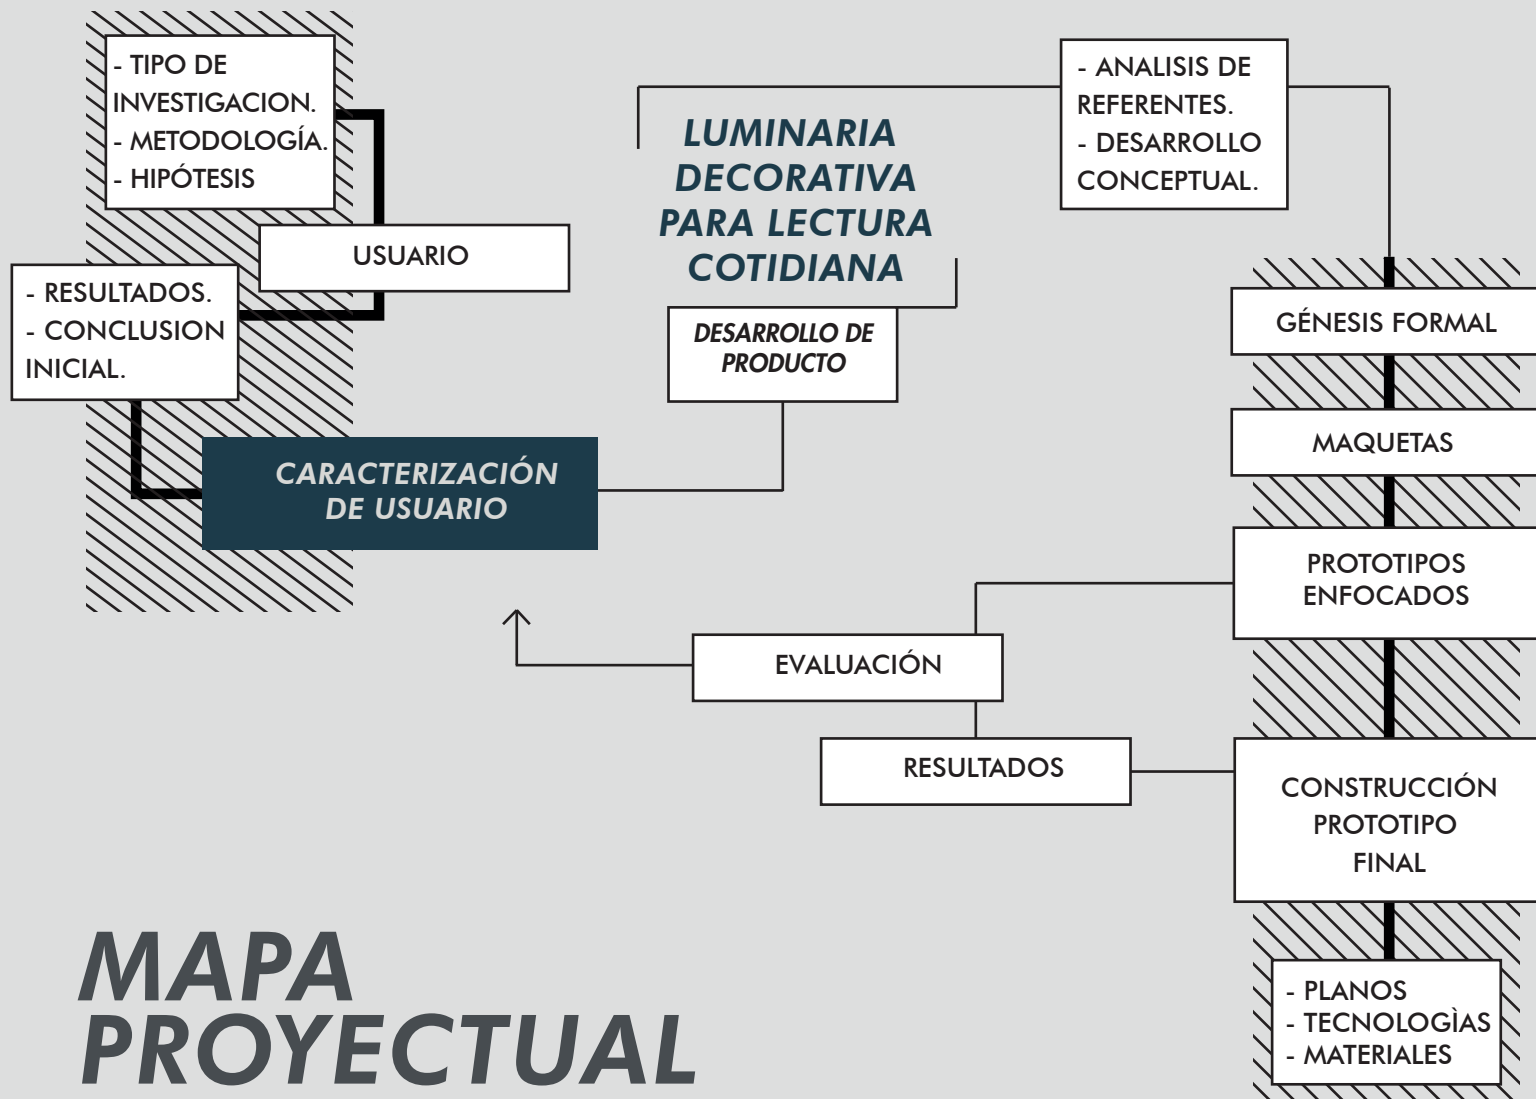 - TIPO DE
INVESTIGACION.
- METODOLOGÍA.
- HIPÓTESIS
USUARIO
- RESULTADOS.
- CONCLUSION
INICIAL.
CARACTERIZACIÓN
DE USUARIO
LUMINARIA
DECORATIVA
PARA LECTURA
COTIDIANA
DESARROLLO DE
PRODUCTO
- ANALISIS DE
REFERENTES.
- DESARROLLO
CONCEPTUAL.
GÉNESIS FORMAL
MAQUETAS
PROTOTIPOS
ENFOCADOS
EVALUACIÓN
RESULTADOS
CONSTRUCCIÓN
PROTOTIPO
FINAL
- PLANOS
- TECNOLOGÌAS
- MATERIALES
MAPA
PROYECTUAL